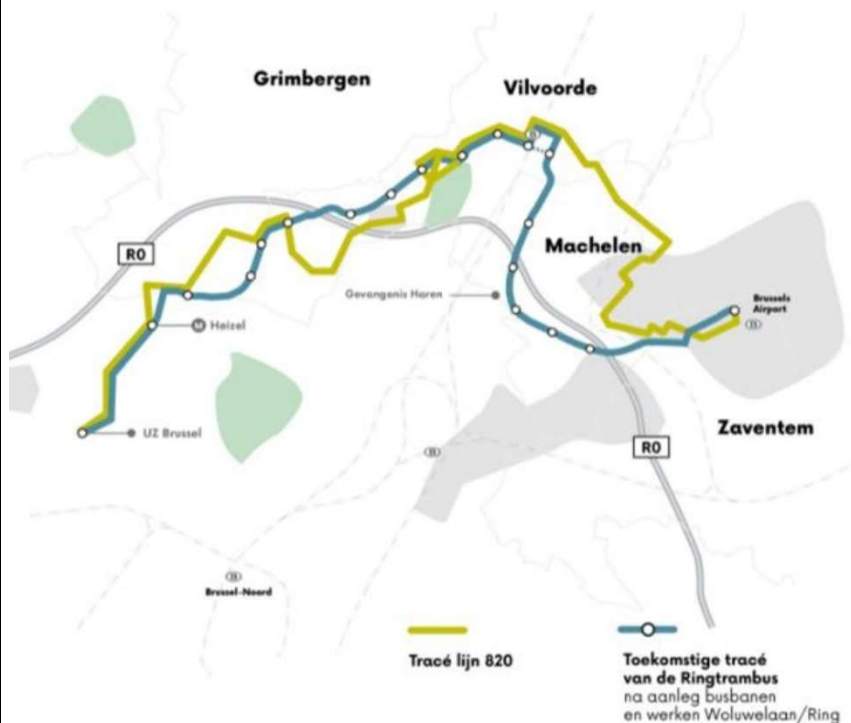 Grimbergen
Vilvoorde
B
R0
Machelen
Gevangenis Haren
Brussels
Airport
B
M Heizel
Zaventem
UZ Brussel
R0
B
B
Brussel-Noord
Tracé lijn 820
Toekomstige tracé
van de Ringtrambus
na aanleg busbanen
en werken Woluwelaan/Ring